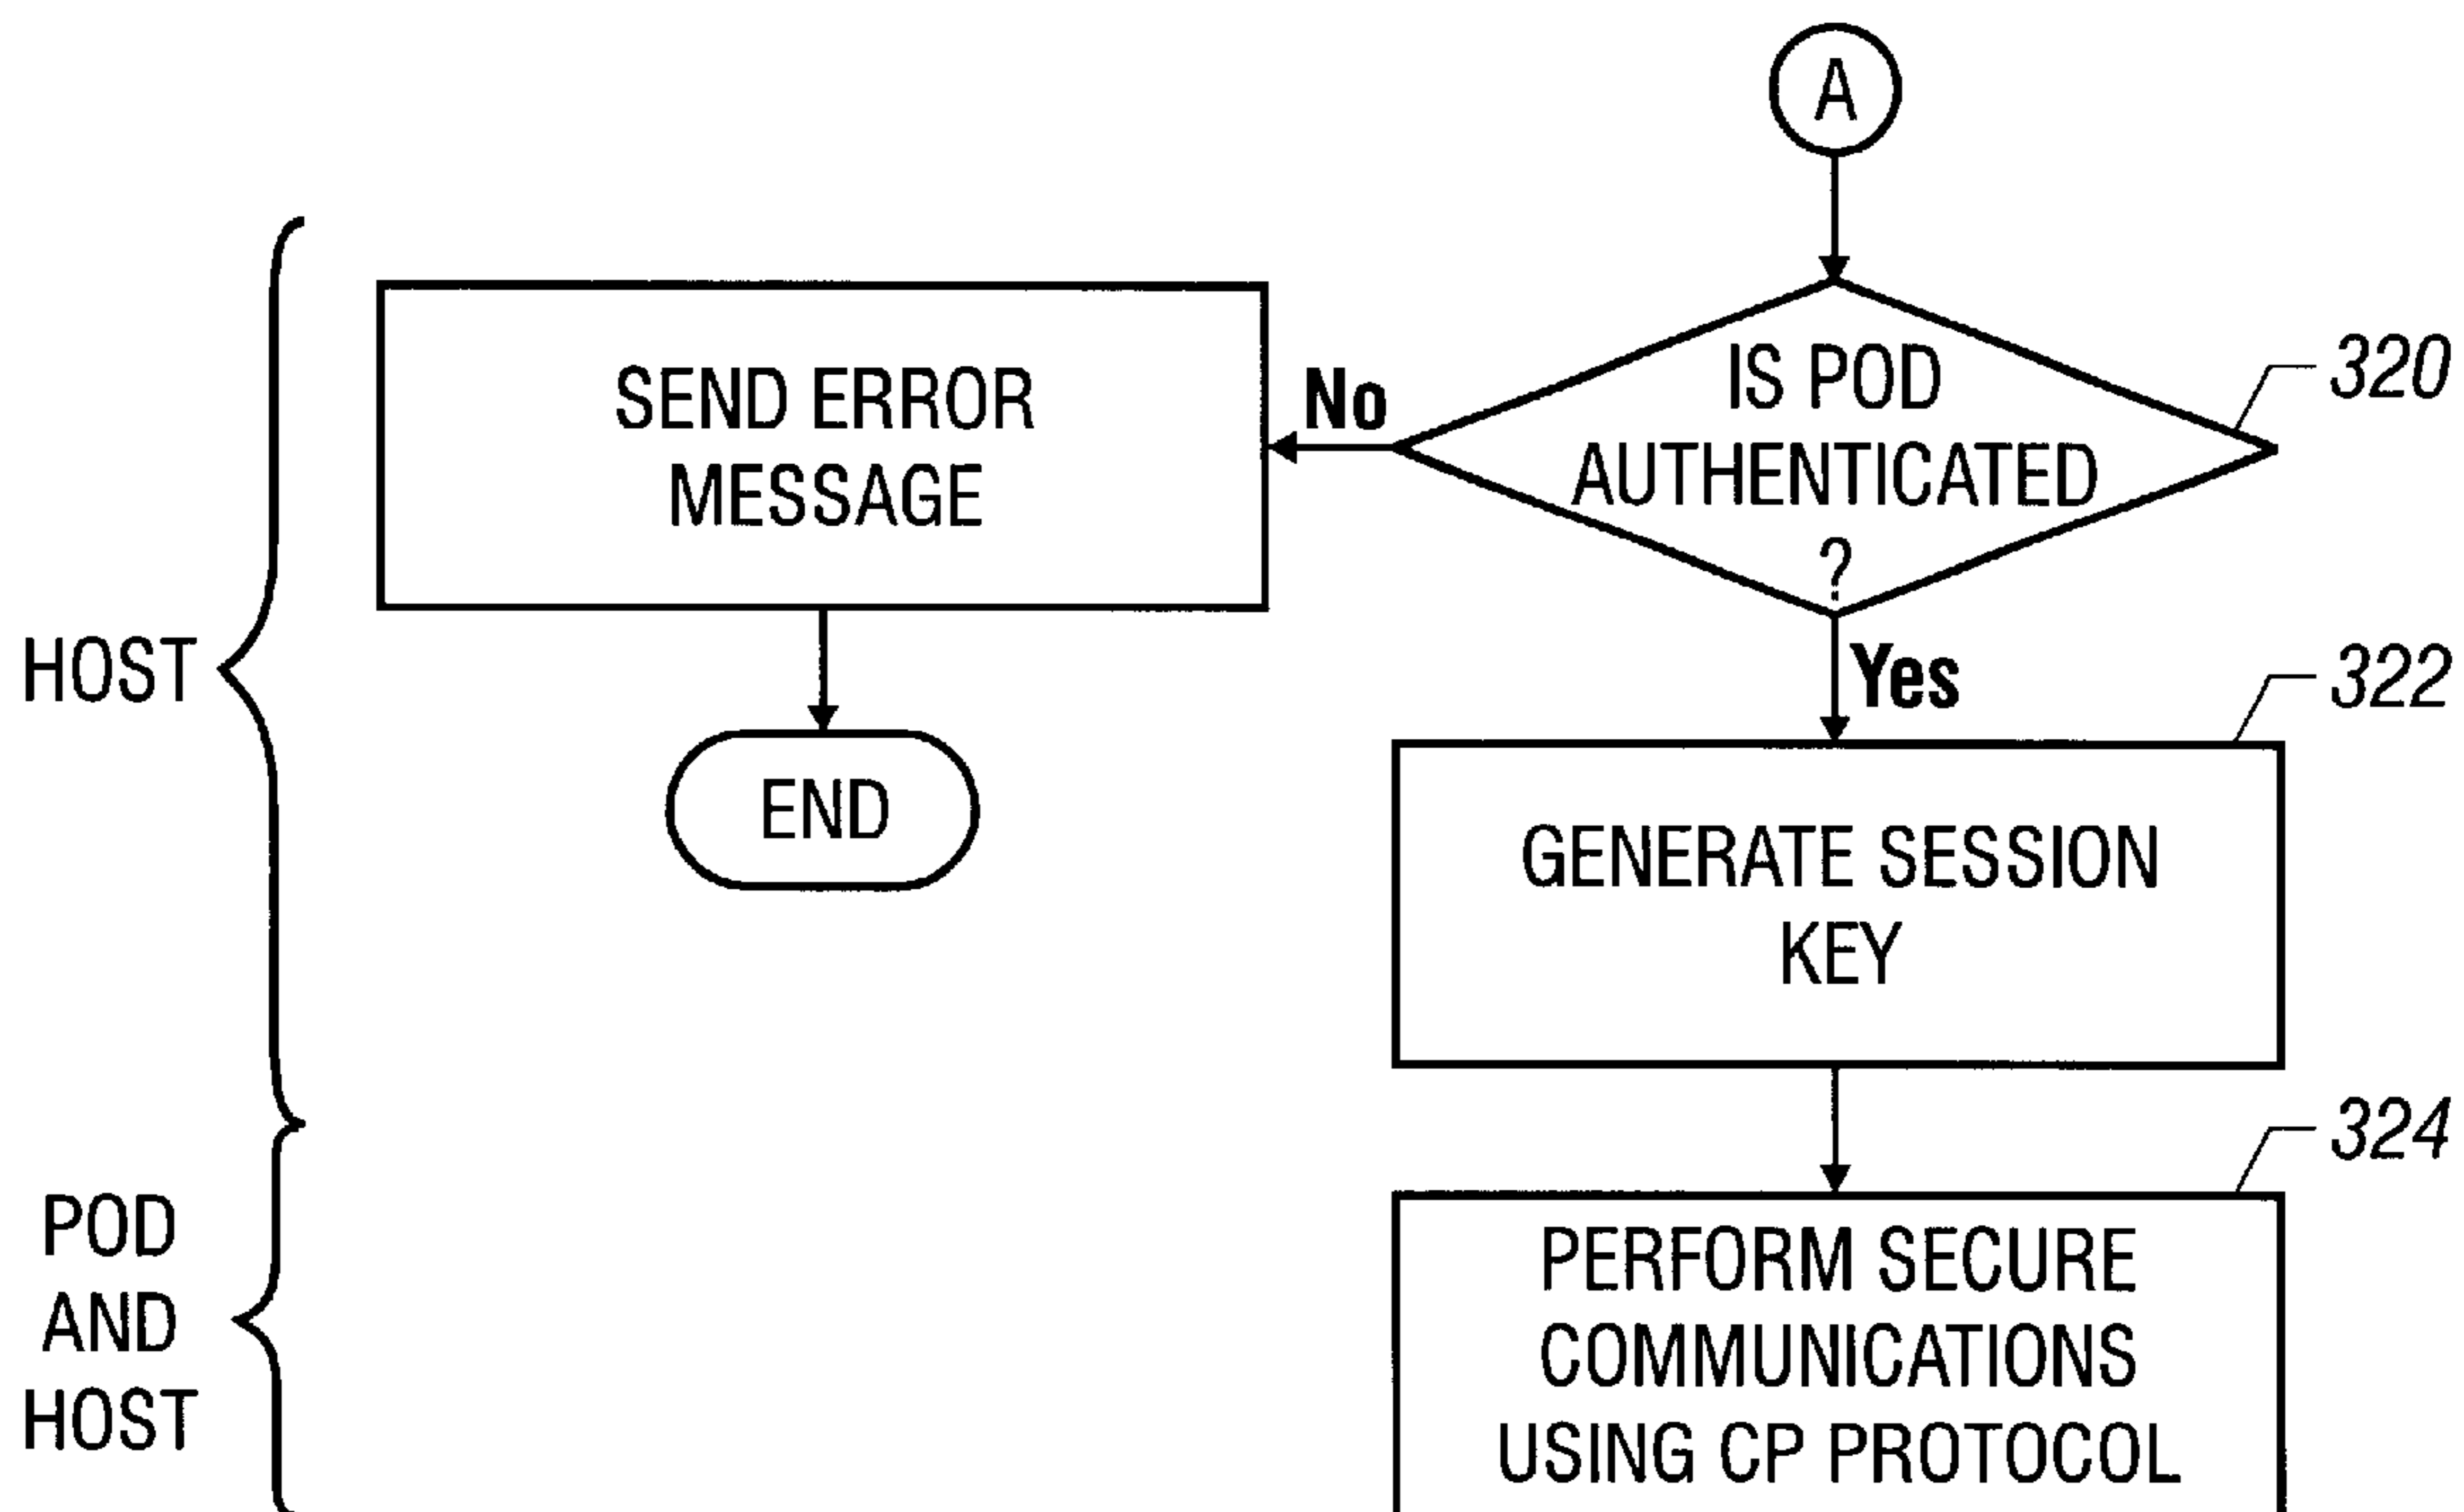 A
IS POD
AUTHENTICATED
?
320
No
SEND ERROR
MESSAGE
END
HOST
Yes
322
GENERATE SESSION
KEY
324
PERFORM SECURE
COMMUNICATIONS
USING CP PROTOCOL
POD
AND
HOST